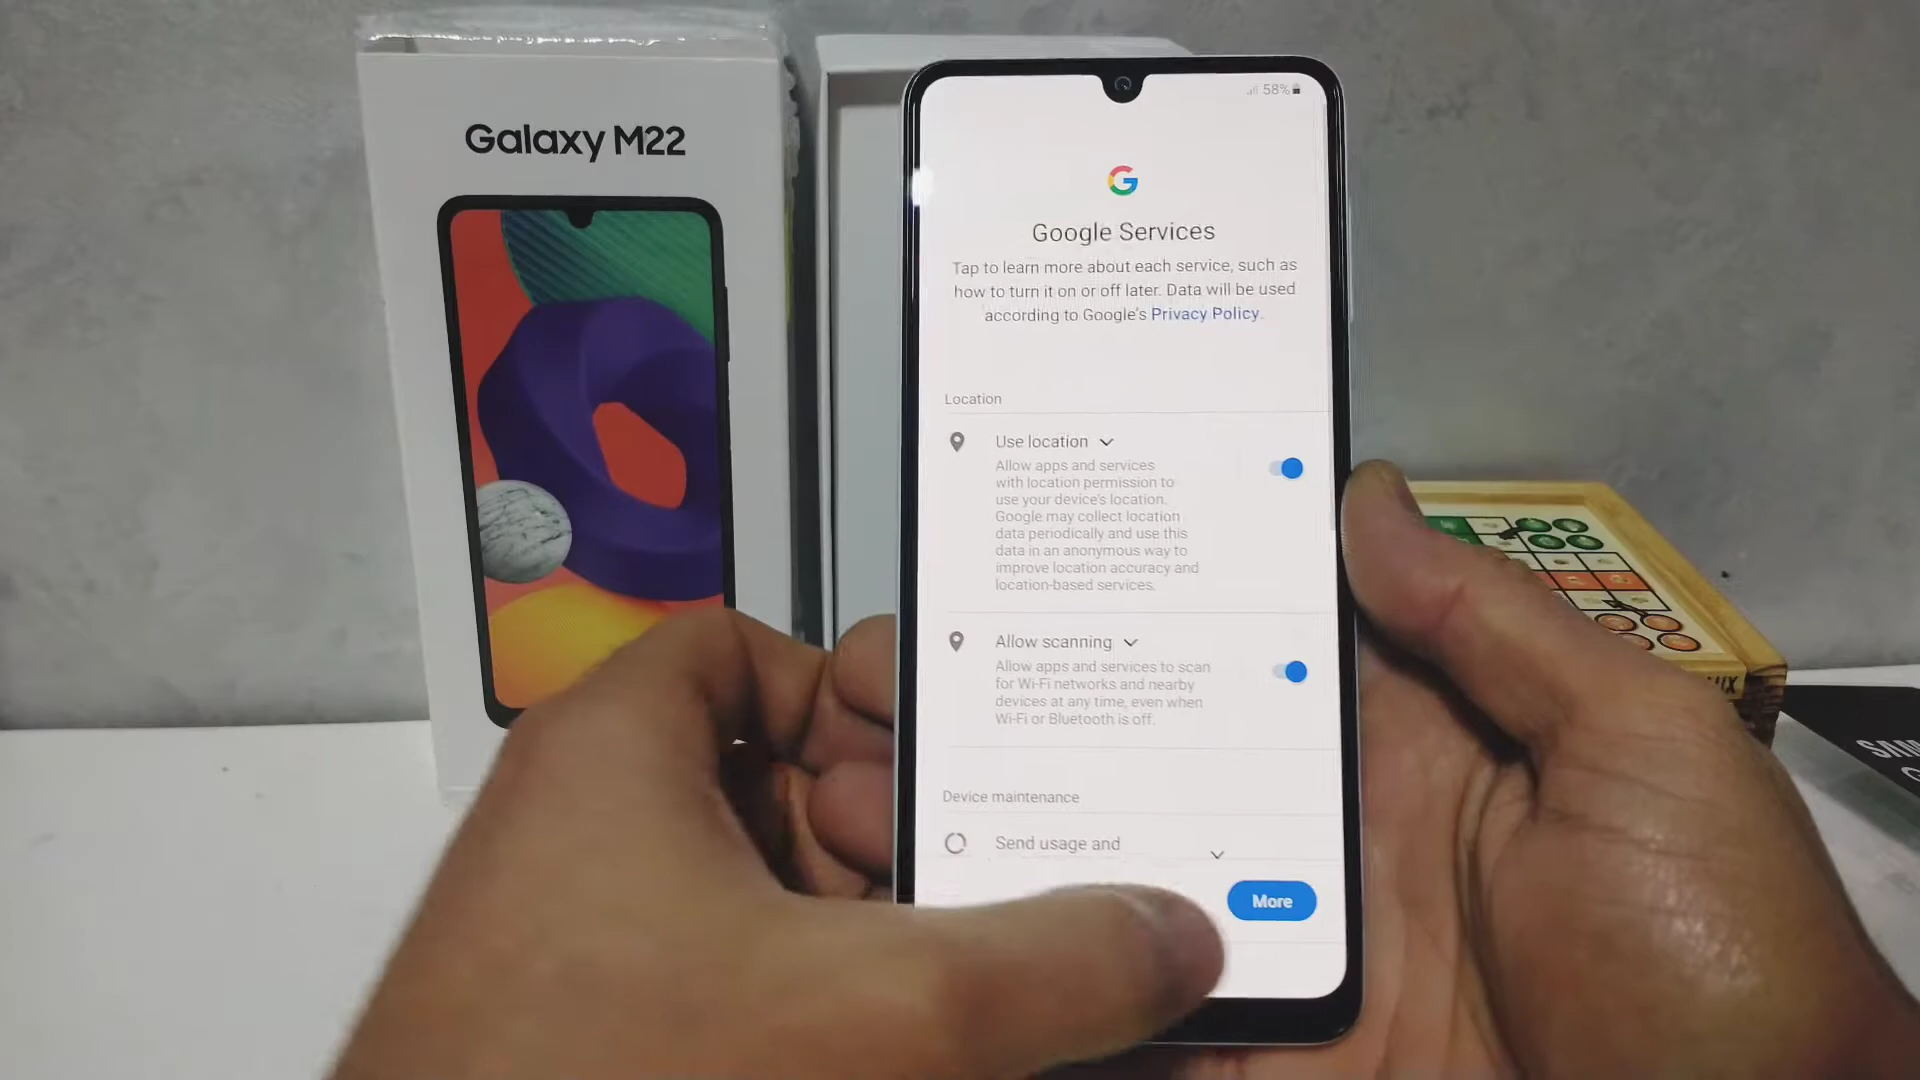 Galaxy M22
58%
Google Services
Tap to learn more about each service, such as
how to turn it on or off later. Data will be used
according to Google's Privacy Policy.
Location
Use location
Allow apps and services
with location permission to
use your device's location.
Google may collect location
data periodically and use this
data in an anonymous way to
improve location accuracy and
location-based services.
Allow scanning
Allow apps and services to scan
for Wi-Fi networks and nearby
devices at any time, even when
Wi-Fi or Bluetooth is off.
Device maintenance
Send usage and
More